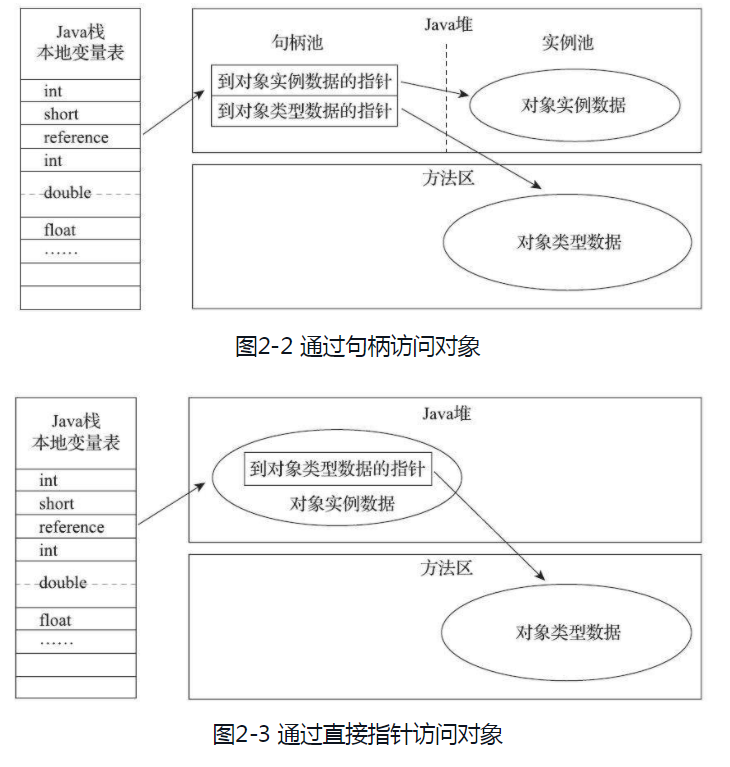 Java栈
本地变量表
int
short
reference
int
double
float
……
Java堆
句柄池
实例池
到对象实例数据的指针
到对象类型数据的指针
对象实例数据
方法区
对象类型数据
图2-2 通过句柄访问对象
Java栈
本地变量表
int
short
reference
int
double
float
……
Java堆
到对象类型数据的指针
对象实例数据
方法区
对象类型数据
图2-3 通过直接指针访问对象